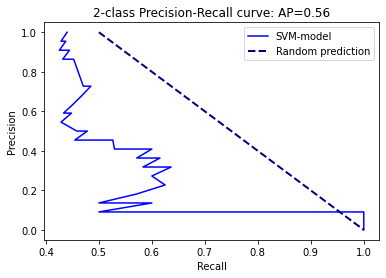 2-class Precision-Recall curve: AP=0.56
SVM-model
Random prediction
Precision
1.0
0.8
0.6
0.4
0.2
0.0
0.4 0.5 0.6 0.7 0.8 0.9 1.0
Recall